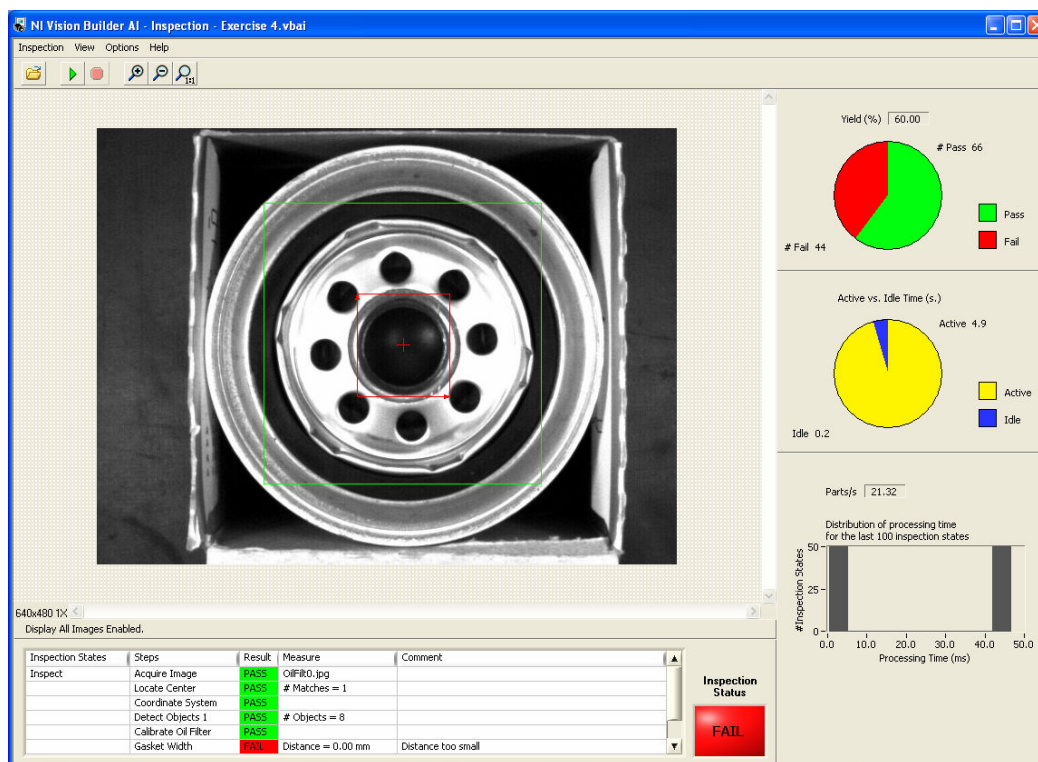 NI Vision Builder AI - Inspection - Exercise 4.vbai
Inspection View Options Help
1:1
Yield (%) 60.00
# Pass 66
Pass
Fail
# Fail 44
Active vs. Idle Time (s.)
Active 4.9
Active
Idle
Idle 0.2
Parts/s 21.32
Distribution of processing time
for the last 100 inspection states
#Inspection States
50
25
0
0.0 10.0 20.0 30.0 40.0 50.0
Processing Time (ms)
640x480 1X
Display All Images Enabled.
Inspection States Steps Result Measure Comment
Inspect Acquire Image PASS OilFilt0.jpg
Locate Center PASS # Matches = 1
Coordinate System PASS
Detect Objects 1 PASS # Objects = 8
Calibrate Oil Filter PASS
Gasket Width FAIL Distance = 0.00 mm Distance too small
Inspection
Status
FAIL